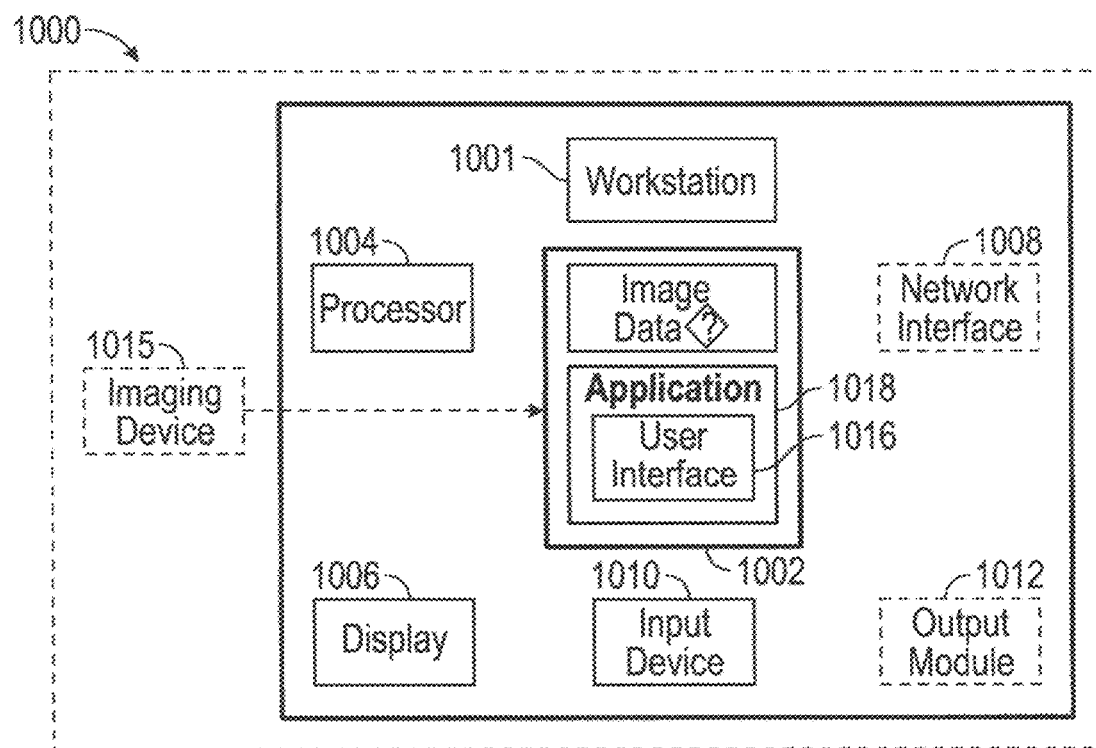 1000
1001
Workstation
1004
Processor
Image
Data
1008
Network
Interface
1015
Imaging
Device
Application
1018
User
Interface
1016
1002
1006
Display
1010
Input
Device
1012
Output
Module